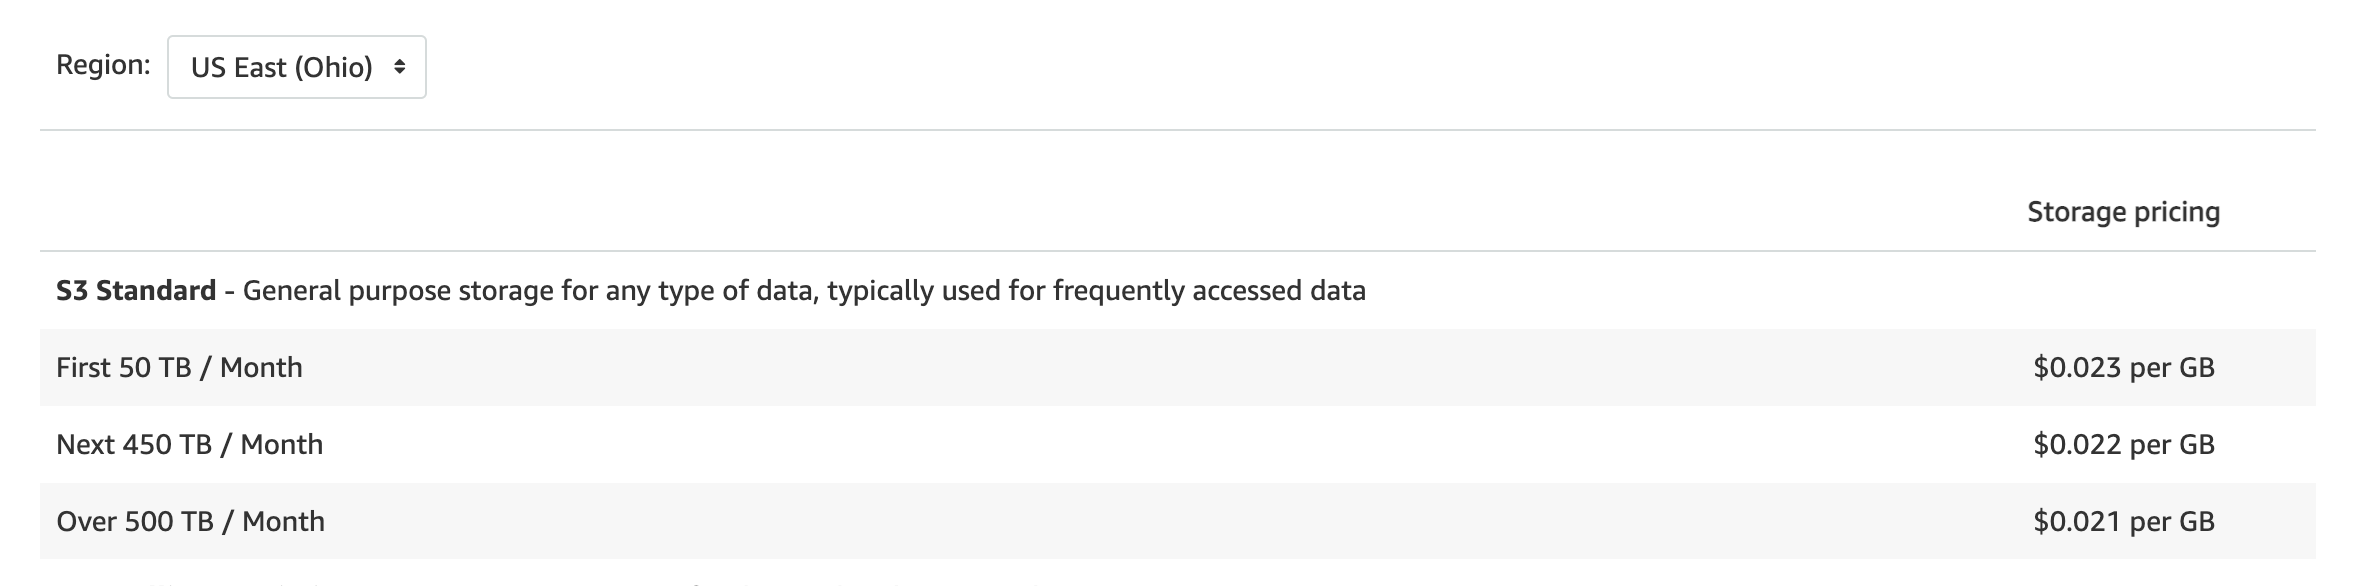 Region: US East (Ohio)
Storage pricing
S3 Standard - General purpose storage for any type of data, typically used for frequently accessed data
First 50 TB / Month $0.023 per GB
Next 450 TB / Month $0.022 per GB
Over 500 TB / Month $0.021 per GB